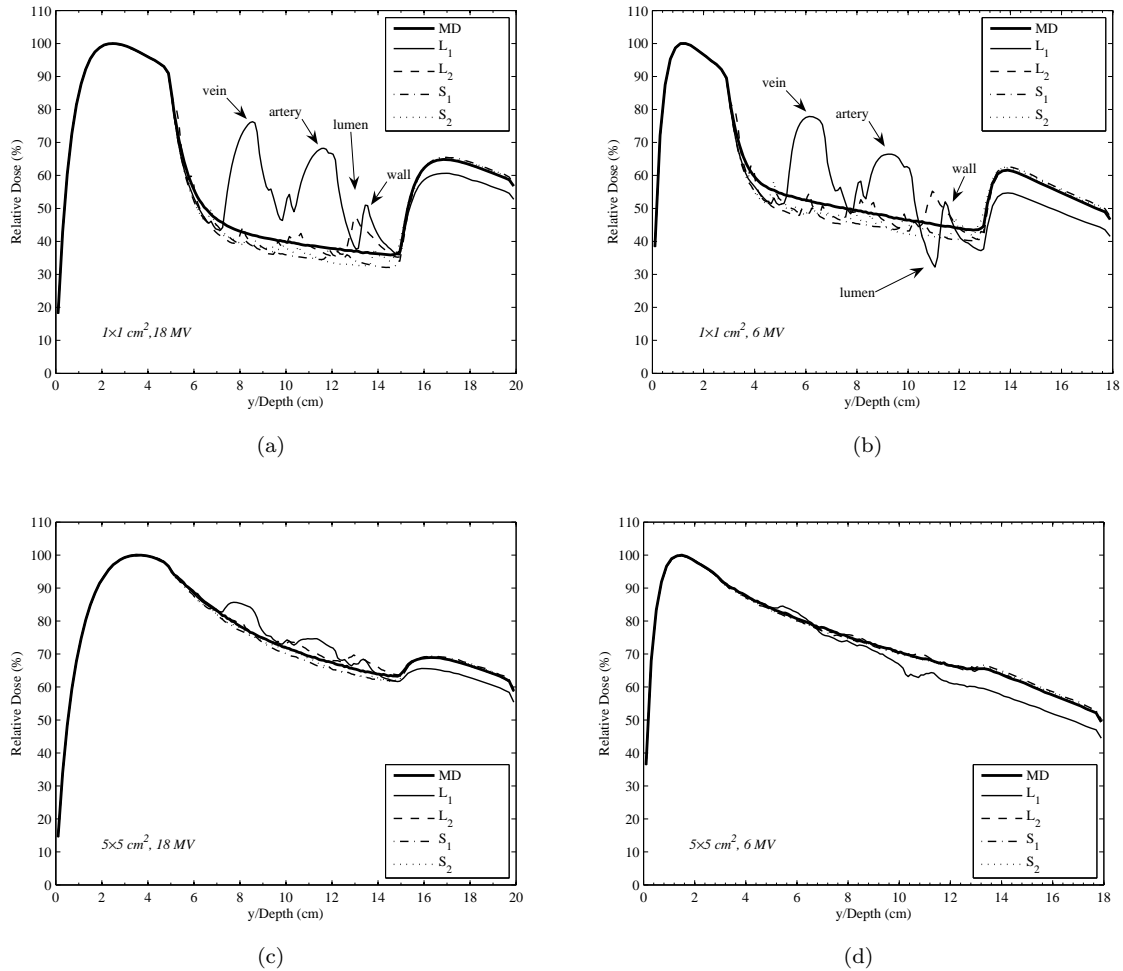 110
100
90
80
70
60
50
40
30
20
10
0
Relative Dose (%)
0 2 4 6 8 10 12 14 16 18 20
y/Depth (cm)
MD
L1
L2
S1
S2
vein
artery
lumen
wall
1×1 cm2,18 MV
(a)
110
100
90
80
70
60
50
40
30
20
10
0
Relative Dose (%)
0 2 4 6 8 10 12 14 16 18
y/Depth (cm)
MD
L1
L2
S1
S2
vein
artery
wall
lumen
1×1 cm2, 6 MV
(b)
110
100
90
80
70
60
50
40
30
20
10
0
Relative Dose (%)
0 2 4 6 8 10 12 14 16 18 20
y/Depth (cm)
MD
L1
L2
S1
S2
5×5 cm2, 18 MV
(c)
110
100
90
80
70
60
50
40
30
20
10
0
Relative Dose (%)
0 2 4 6 8 10 12 14 16 18
y/Depth (cm)
MD
L1
L2
S1
S2
5×5 cm2, 6 MV
(d)